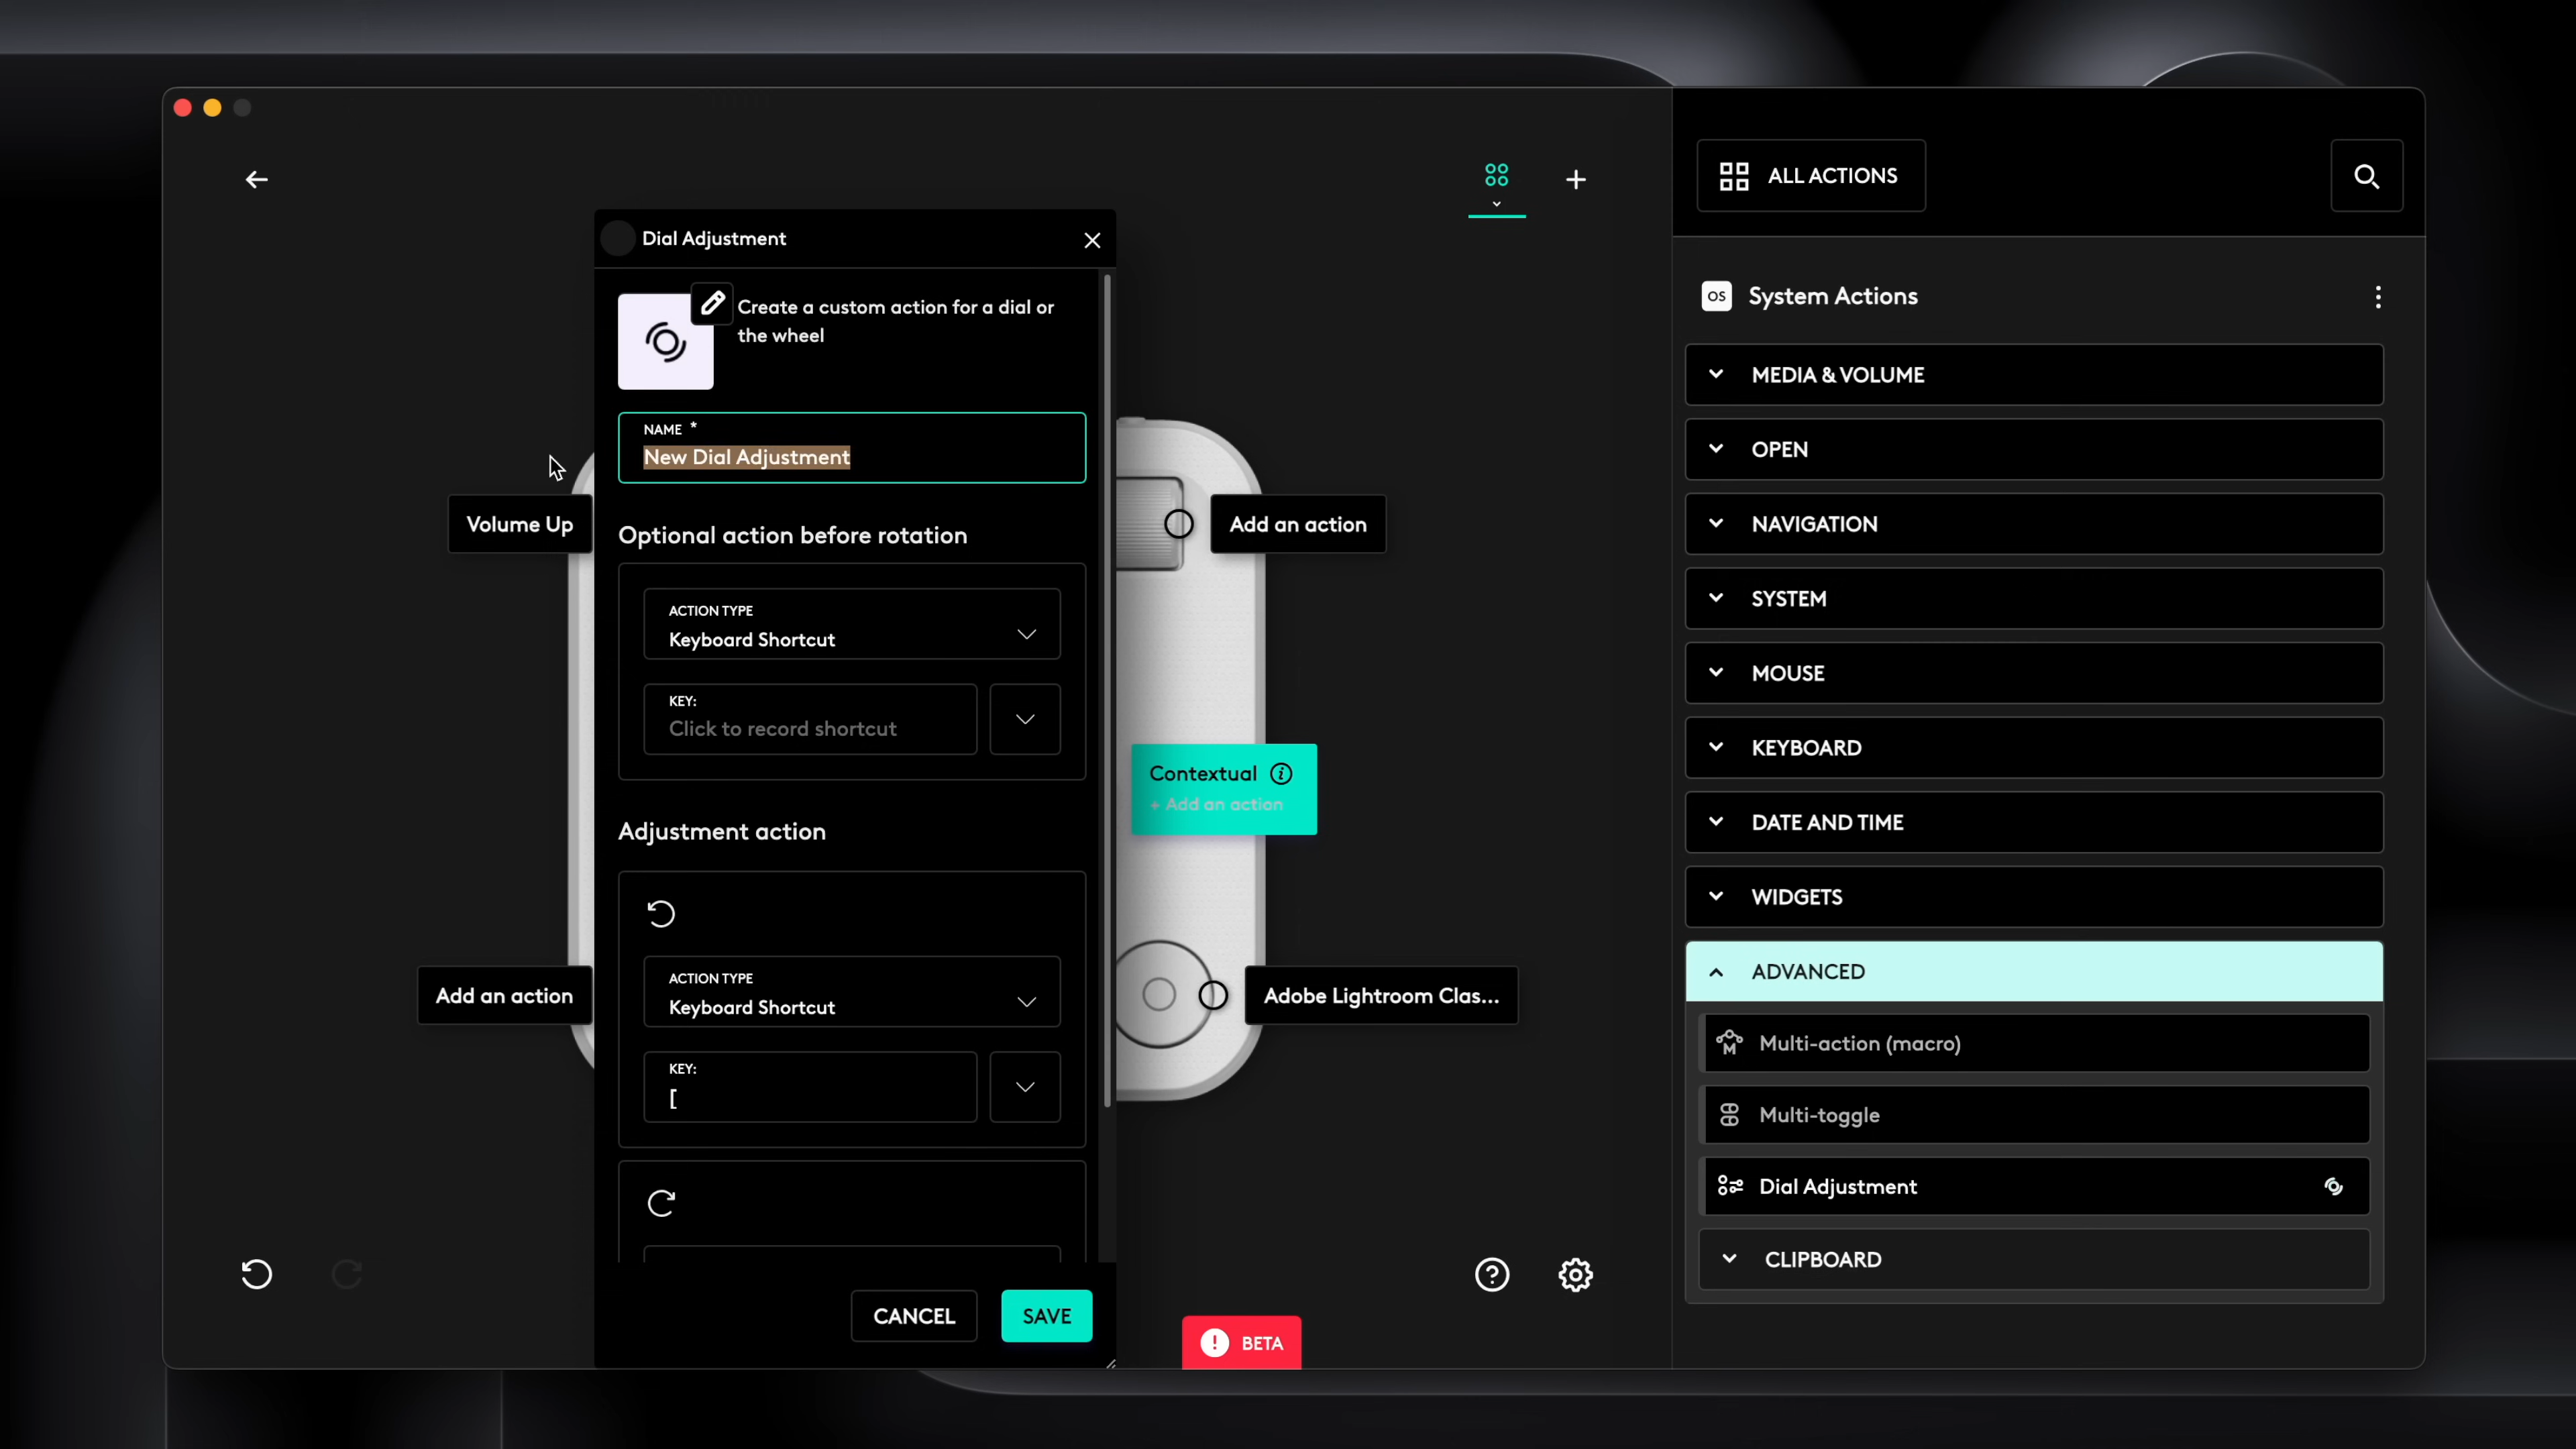 Dial Adjustment
Create a custom action for a dial or
the wheel
NAME *
New Dial Adjustment
Volume Up
Optional action before rotation
ACTION TYPE
Keyboard Shortcut
KEY:
Click to record shortcut
Adjustment action
ACTION TYPE
Keyboard Shortcut
KEY:
[
Add an action
CANCEL
SAVE
Add an action
Contextual
+ Add an action
Adobe Lightroom Clas...
BETA
ALL ACTIONS
OS System Actions
MEDIA & VOLUME
OPEN
NAVIGATION
SYSTEM
MOUSE
KEYBOARD
DATE AND TIME
WIDGETS
ADVANCED
Multi-action (macro)
Multi-toggle
Dial Adjustment
CLIPBOARD